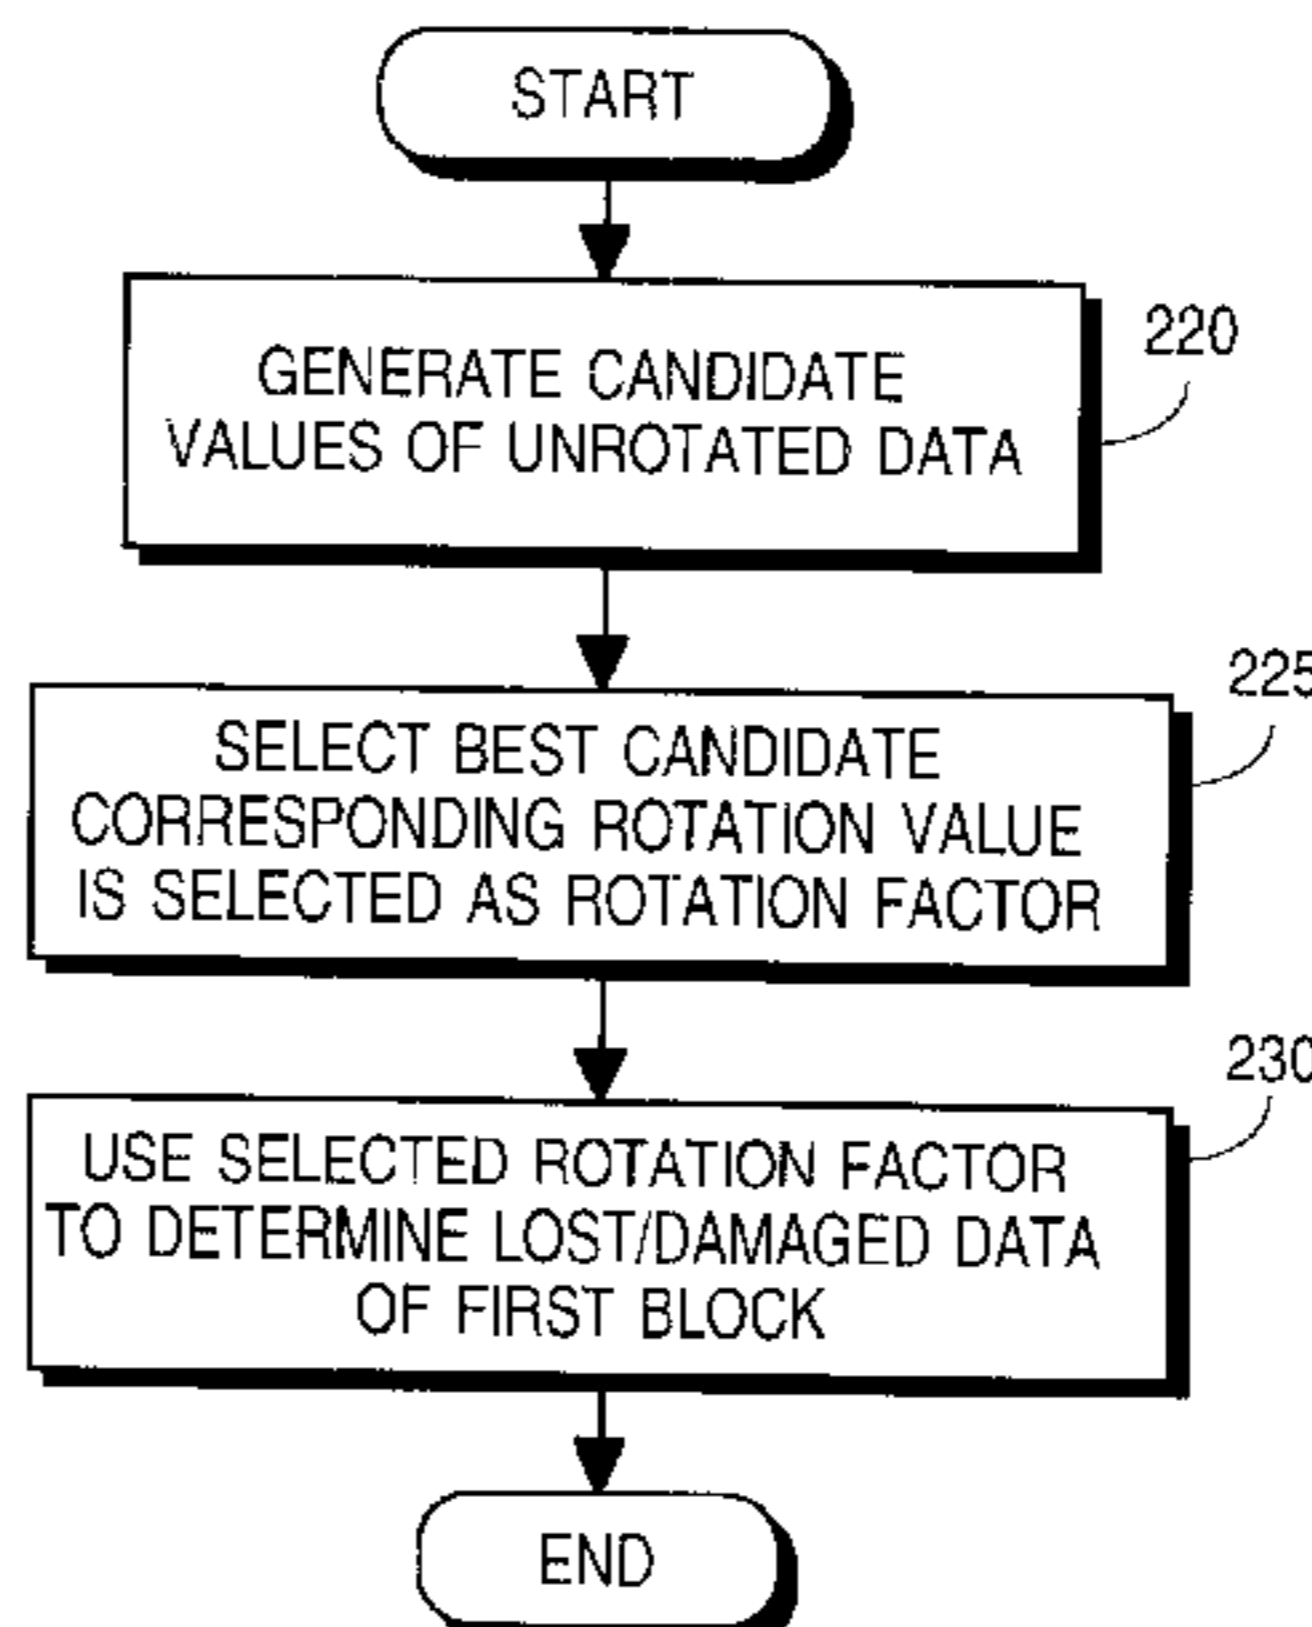 START
GENERATE CANDIDATE
VALUES OF UNROTATED DATA
220
SELECT BEST CANDIDATE
CORRESPONDING ROTATION VALUE
IS SELECTED AS ROTATION FACTOR
225
USE SELECTED ROTATION FACTOR
TO DETERMINE LOST/DAMAGED DATA
OF FIRST BLOCK
230
END